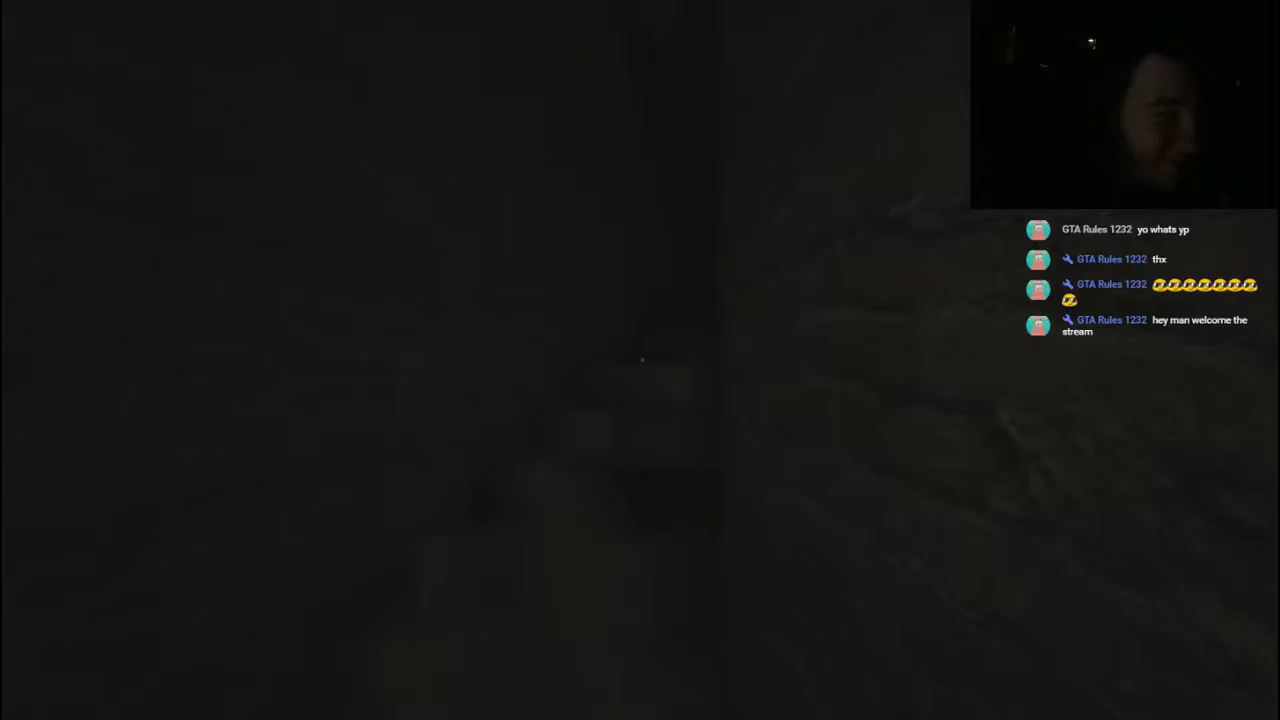 GTA Rules 1232 yo whats yp
GTA Rules 1232 thx
GTA Rules 1232
GTA Rules 1232 hey man welcome the
stream